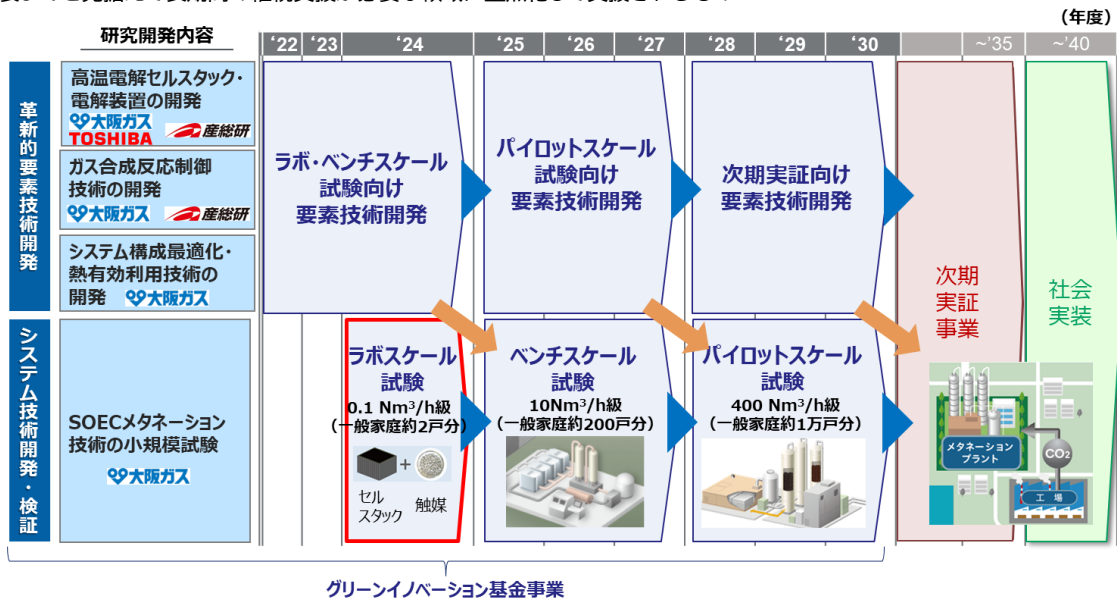 (年度)
研究開発内容
‘22
‘23
‘24
‘25
‘26
‘27
‘28
‘29
‘30
~’35
~’40
革新的要素技術開発
高温電解セルスタック・
電解装置の開発
大阪ガス
TOSHIBA
産総研
ガス合成反応制御
技術の開発
大阪ガス
産総研
システム構成最適化・
熱有効利用技術の
開発
大阪ガス
ラボ・ベンチスケール
試験向け
要素技術開発
パイロットスケール
試験向け
要素技術開発
次期実証向け
要素技術開発
次期
実証
事業
社会
実装
システム技術開発・検証
SOECメタネーション
技術の小規模試験
大阪ガス
ラボスケール
試験
0.1 Nm³/h級
(一般家庭約2戸分)
+
セル
スタック
触媒
ベンチスケール
試験
10Nm³/h級
(一般家庭約200戸分)
パイロットスケール
試験
400 Nm³/h級
(一般家庭約1万戸分)
メタネーション
プラント
CO₂
工場
グリーンイノベーション基金事業